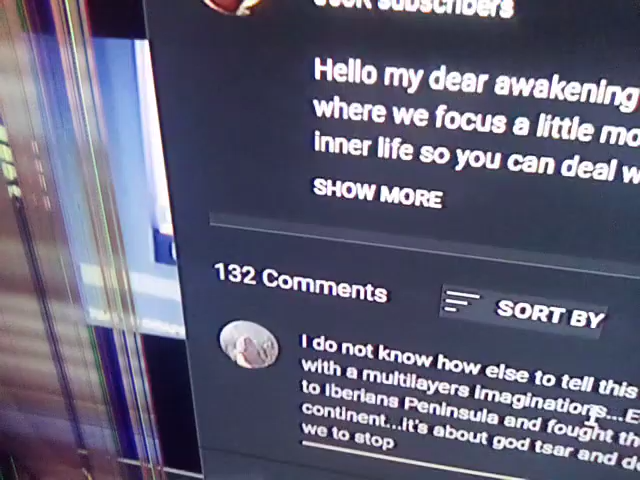 subscribers
Hello my dear awakening
where we focus a little mo
inner life so you can deal w
SHOW MORE
132 Comments
SORT BY
I do not know how else to tell this
with a multilayers Imaginations...E
to Iberians Peninsula and fought th
continent...it's about god tsar and de
we to stop